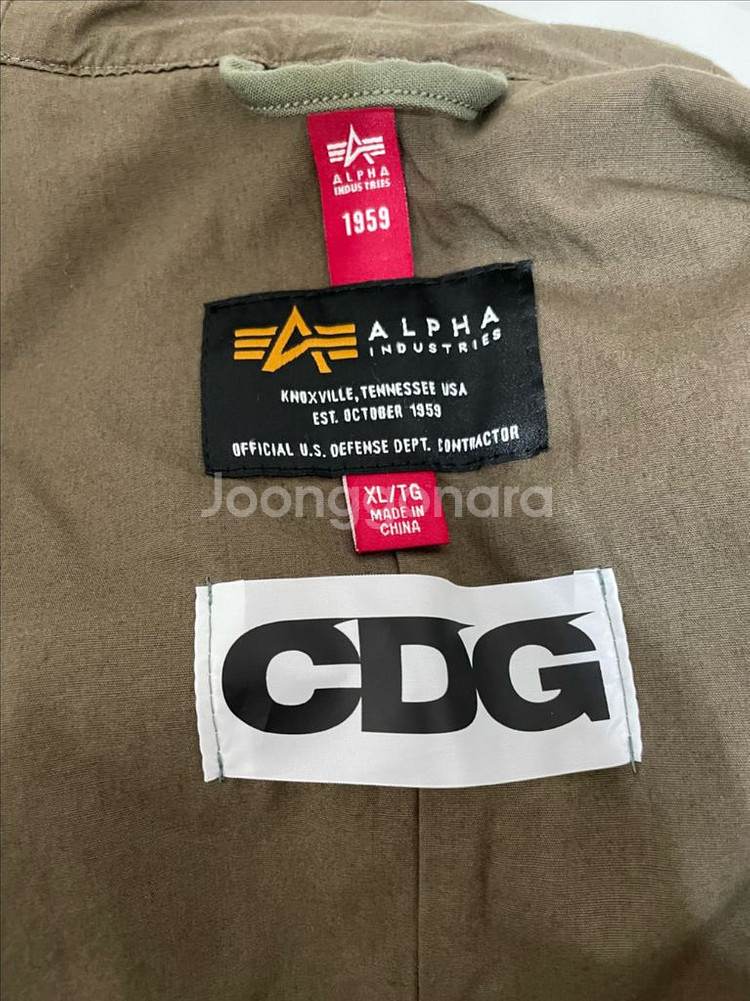 ALPHA
INDUSTRIES
1959
ALPHA
INDUSTRIES
KNOXVILLE, TENNESSEE USA
EST. OCTOBER 1959
OFFICIAL U.S. DEFENSE DEPT. CONTRACTOR
Joonggonara
XL/TG
MADE IN
CHINA
CDG